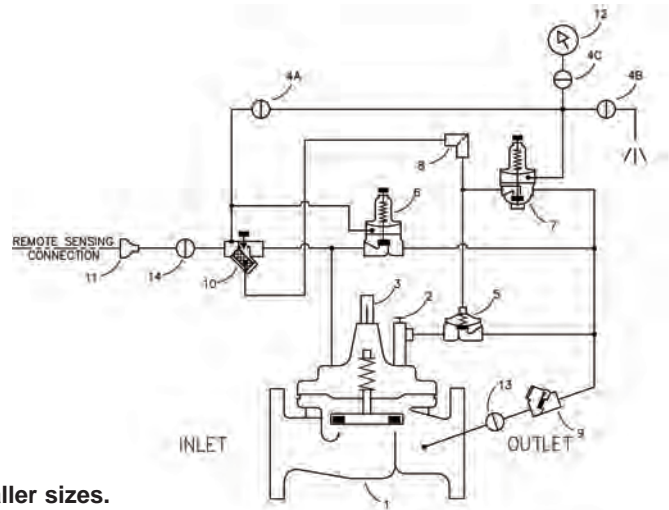 12
4C
4A
4B
8
6
7
REMOTE SENSING
CONNECTION
11
14
10
3
2
5
13
9
INLET
OUTLET
1
ller sizes.